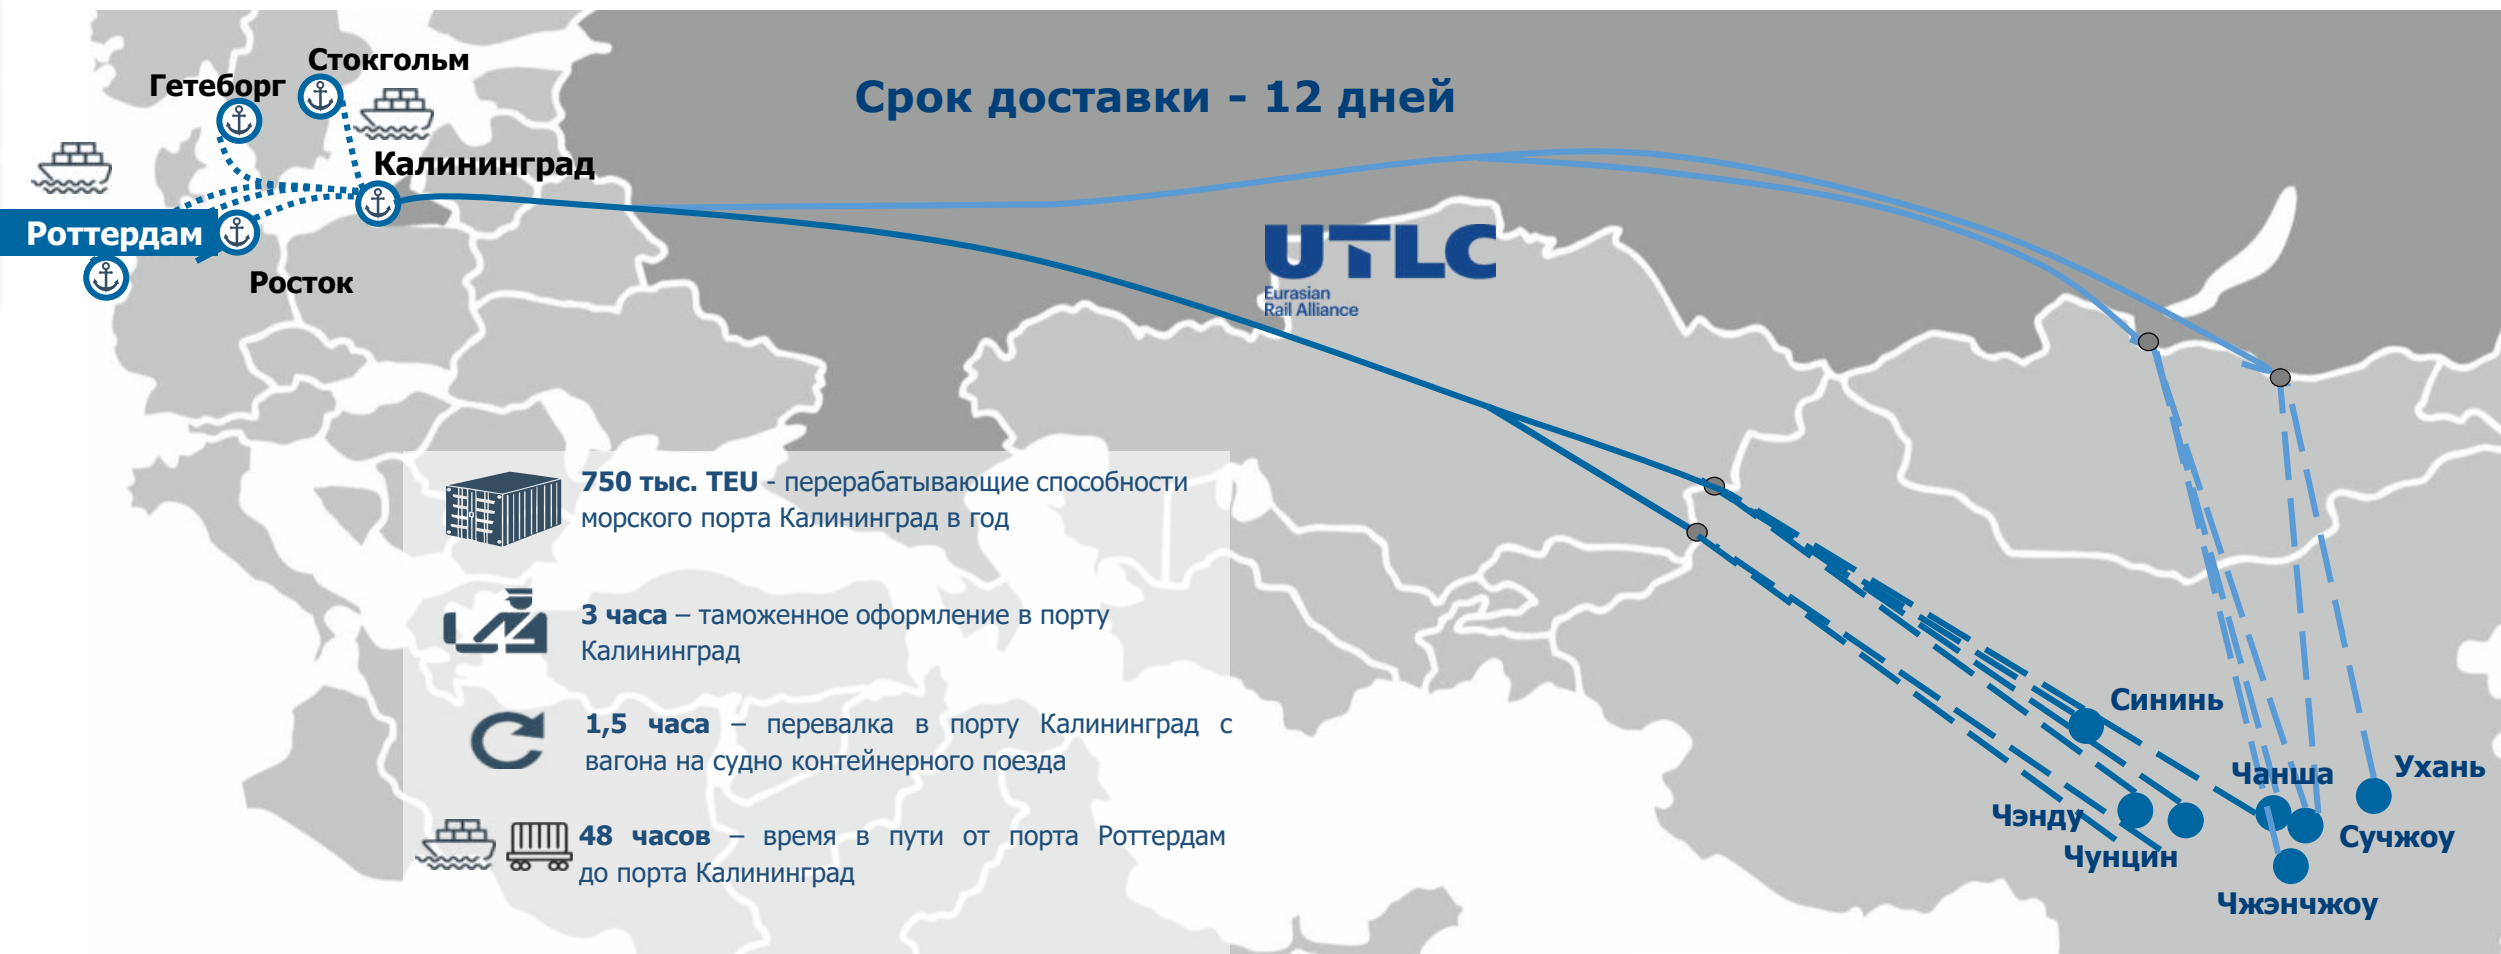 Стокгольм
Гетеборг
Срок доставки - 12 дней
Калининград
Роттердам
Росток
UTLC
Eurasian
Rail Alliance
750 тыс. TEU - перерабатывающие способности
морского порта Калининград в год
3 часа – таможенное оформление в порту
Калининград
1,5 часа – перевалка в порту Калининград с
вагона на судно контейнерного поезда
48 часов – время в пути от порта Роттердам
до порта Калининград
Сининь
Чанша
Ухань
Чэнду
Сучжоу
Чунцин
Чжэнчжоу